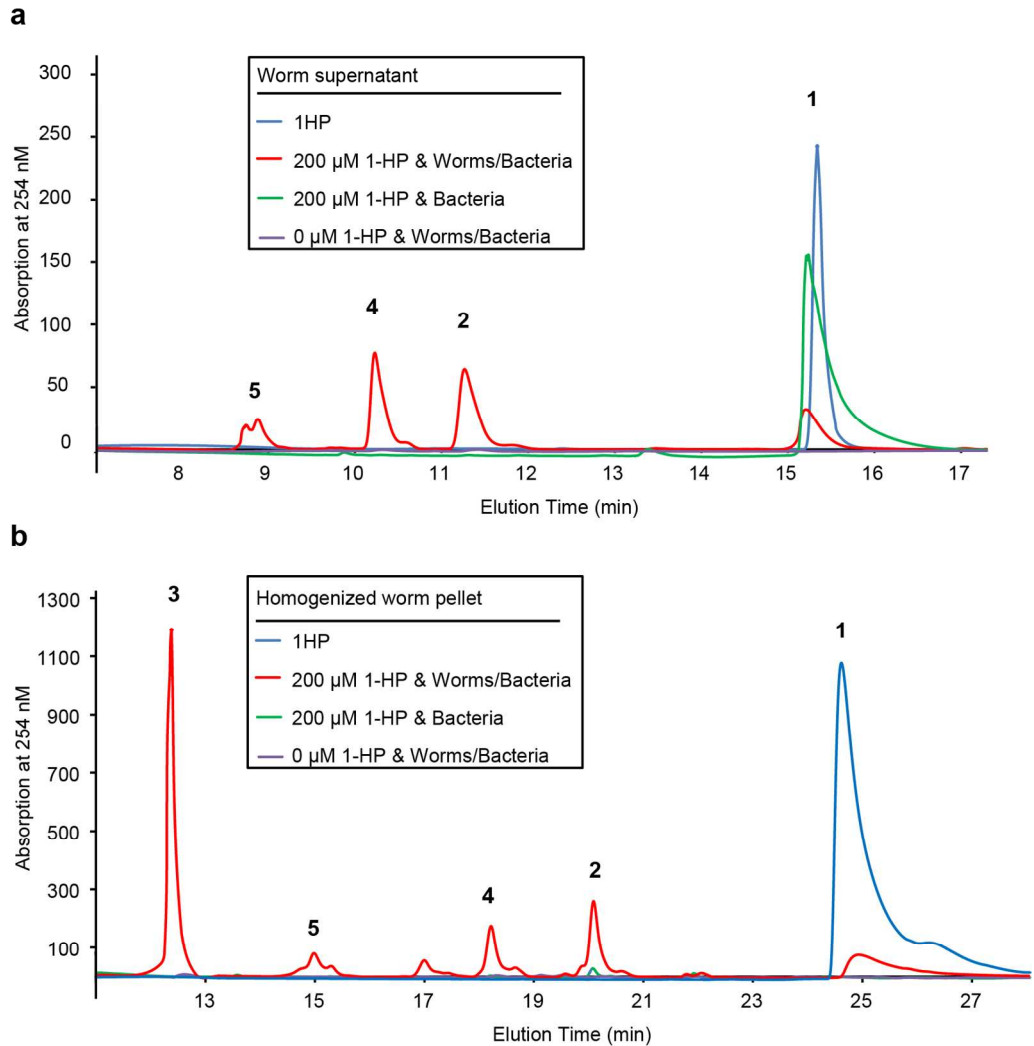 a
Absorption at 254 nM
300
250
200
150
100
50
0
Worm supernatant
1HP
200 µM 1-HP & Worms/Bacteria
200 µM 1-HP & Bacteria
0 µM 1-HP & Worms/Bacteria
1
4
2
5
8 9 10 11 12 13 14 15 16 17
Elution Time (min)
b
Absorption at 254 nM
1300
1100
900
700
500
300
100
Homogenized worm pellet
1HP
200 µM 1-HP & Worms/Bacteria
200 µM 1-HP & Bacteria
0 µM 1-HP & Worms/Bacteria
3
1
2
4
5
13 15 17 19 21 23 25 27
Elution Time (min)